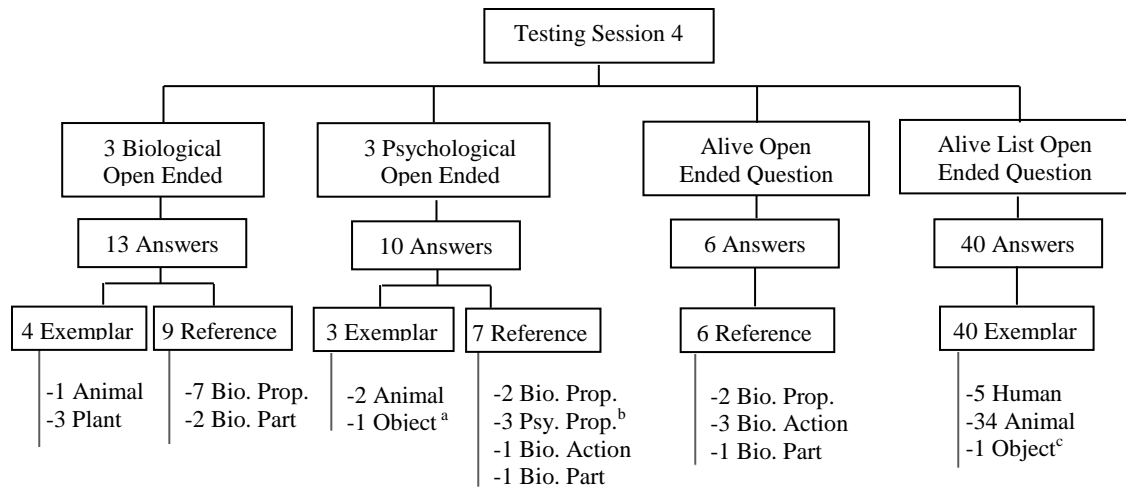 Testing Session 4
3 Biological
Open Ended
3 Psychological
Open Ended
Alive Open
Ended Question
Alive List Open
Ended Question
13 Answers
10 Answers
6 Answers
40 Answers
4 Exemplar
9 Reference
3 Exemplar
7 Reference
6 Reference
40 Exemplar
-1 Animal
-3 Plant
-7 Bio. Prop.
-2 Bio. Part
-2 Animal
-1 Object a
-2 Bio. Prop.
-3 Psy. Prop.b
-1 Bio. Action
-1 Bio. Part
-2 Bio. Prop.
-3 Bio. Action
-1 Bio. Part
-5 Human
-34 Animal
-1 Objectc